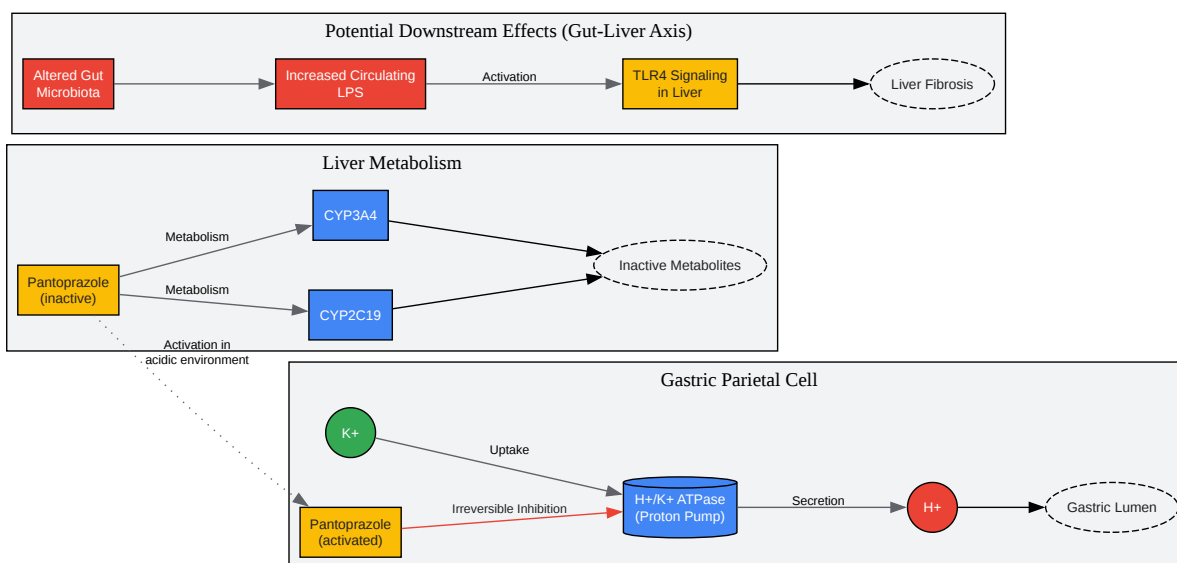 Potential Downstream Effects (Gut-Liver Axis)
Altered Gut
Microbiota
Increased Circulating
LPS
Activation
TLR4 Signaling
in Liver
Liver Fibrosis
Liver Metabolism
CYP3A4
Metabolism
Pantoprazole
(inactive)
Metabolism
CYP2C19
Inactive Metabolites
Activation in
acidic environment
Gastric Parietal Cell
K+
Uptake
Pantoprazole
(activated)
Irreversible Inhibition
H+/K+ ATPase
(Proton Pump)
Secretion
H+
Gastric Lumen